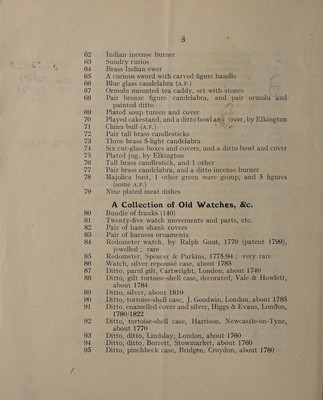 3
62 Indian incense burner
63 Sundry curios
64 Brass Indian ewer
65 A curious sword with carved figure handle
66 Blue glass candelabra (A.F.)
67 Ormolu mounted tea caddy, set with stones
68 Pair bronze figure candelabra, and pair ormolu and
painted ditto
69 Plated soup tureen and cover
70 Played cakestand, and a ditto bowl and cover, by Elkington
71 China bull (A.F.)
72 Pair tall brass candlesticks
73 Three brass 5-light candelabra
74 Six cut-glass boxes and covers, and a ditto bowl and cover
75 Plated jug, by Elkington
76 Tall brass candlestick, and 1 other
77 Pair brass candelabra, and a ditto incense burner
78 Majolica bust, 1 other green ware group, and 5 figures
(some A.F.)
79 Nine plated meat dishes
A Collection of Old Watches, &c.
80 Bundle of franks (140)
81 Twenty-five watch movements and parts, etc.
82 Pair of ham shank covers
83 Pair of harness ornaments
84 Redometer watch, by Ralph Gout, 1770 (patent 1799),
jewelled ; rare
85 Redometer, Spencer & Parkins, 1775/94 ; very rare
86 Watch, silver repoussé case, about 1785
87 Ditto, parcl gilt, Cartwright, London, about 1740
88 Ditto, gilt tortoise-shell case, decorated, Vale & Howlett,
about 1784
89 Ditto, silver, about 1810
90 Ditto, tortoise-shell case, J. Goodwin, London, about 1785
91 Ditto, enamelled cover and silver, Higgs & Evans, London,
1780/1822
92 Ditto, tortoise-shell case, Harrison, Newcastle-on-Tyne,
about 1770
93 Ditto, ditto, Lindslay, London, about 1760
94 Ditto, ditto, Borrett, Stowmarket, about 1760
95 Ditto, pinchbeck case, Bridgen, Croydon, about 1780